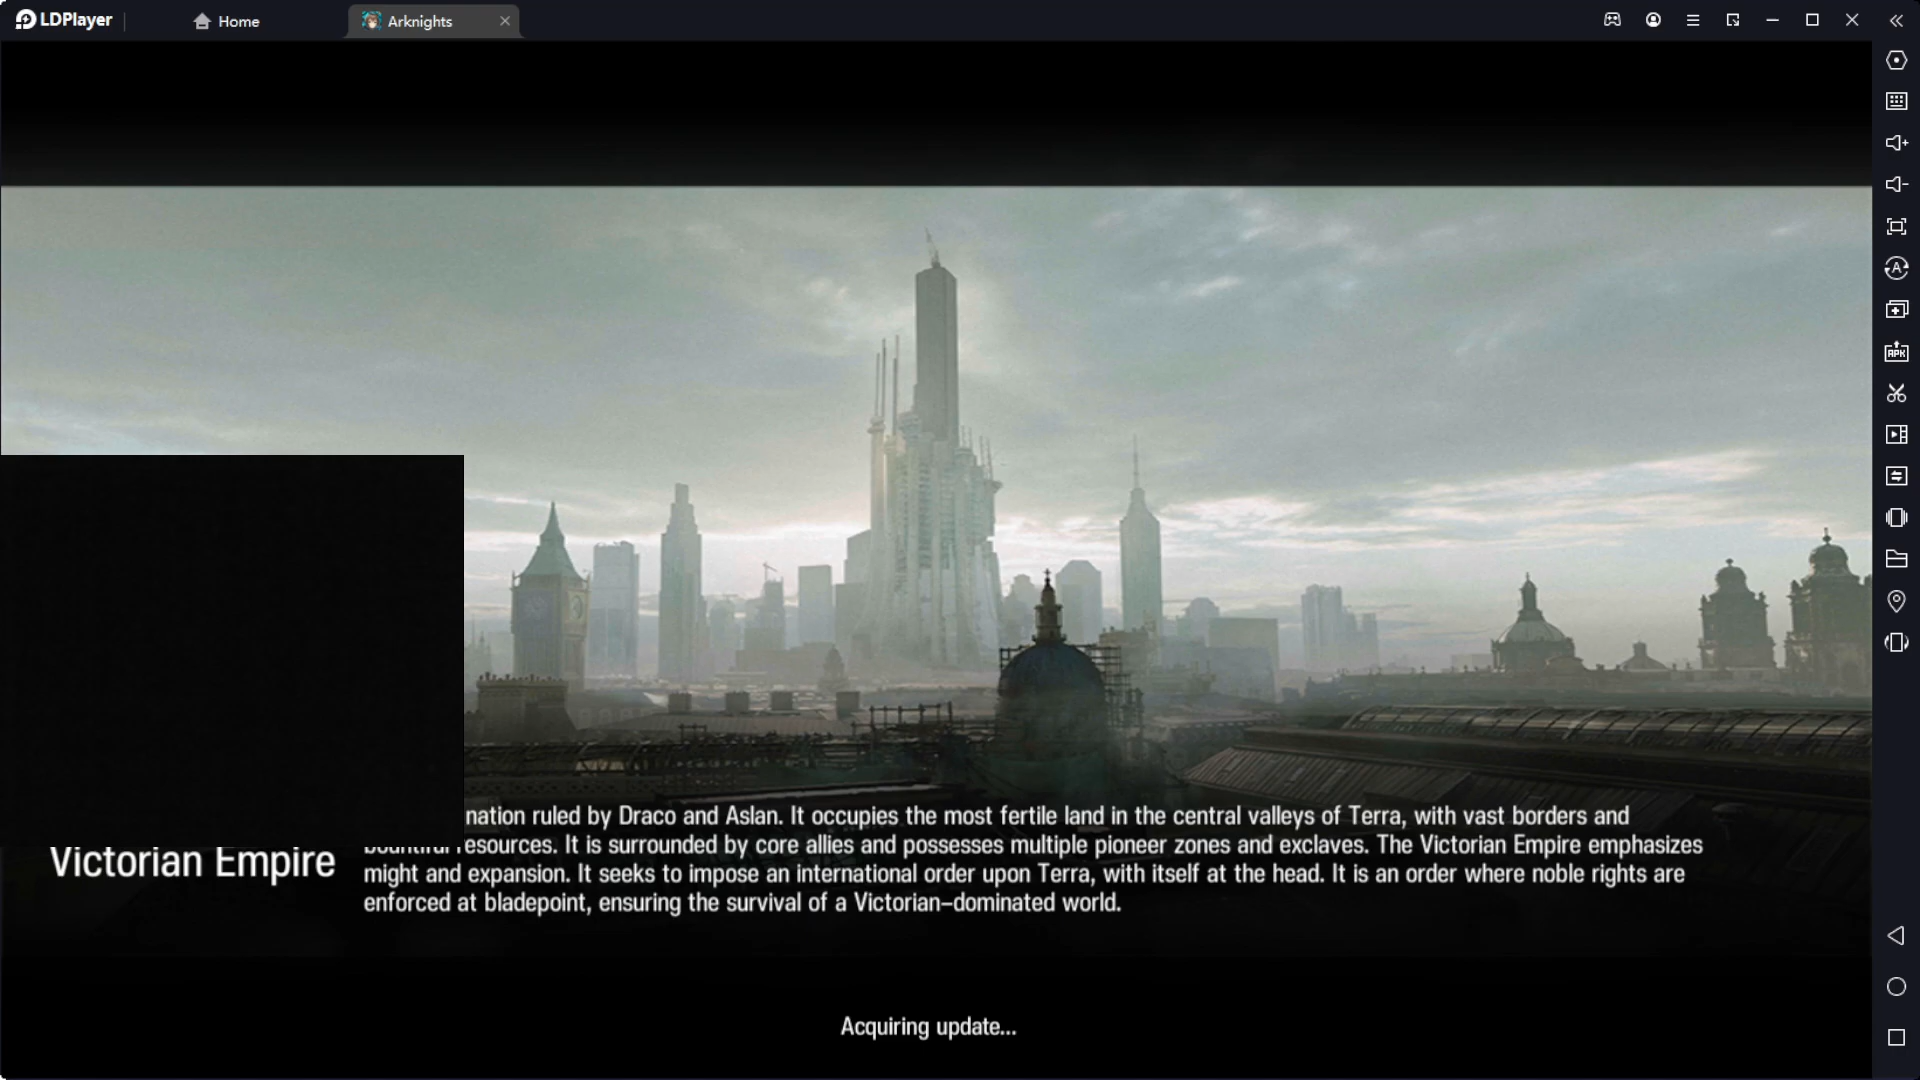 LDPlayer
Home
Arknights
APK
nation ruled by Draco and Aslan. It occupies the most fertile land in the central valleys of Terra, with vast borders and
bountiful resources. It is surrounded by core allies and possesses multiple pioneer zones and exclaves. The Victorian Empire emphasizes
Victorian Empire
might and expansion. It seeks to impose an international order upon Terra, with itself at the head. It is an order where noble rights are
enforced at bladepoint, ensuring the survival of a Victorian-dominated world.
Acquiring update...